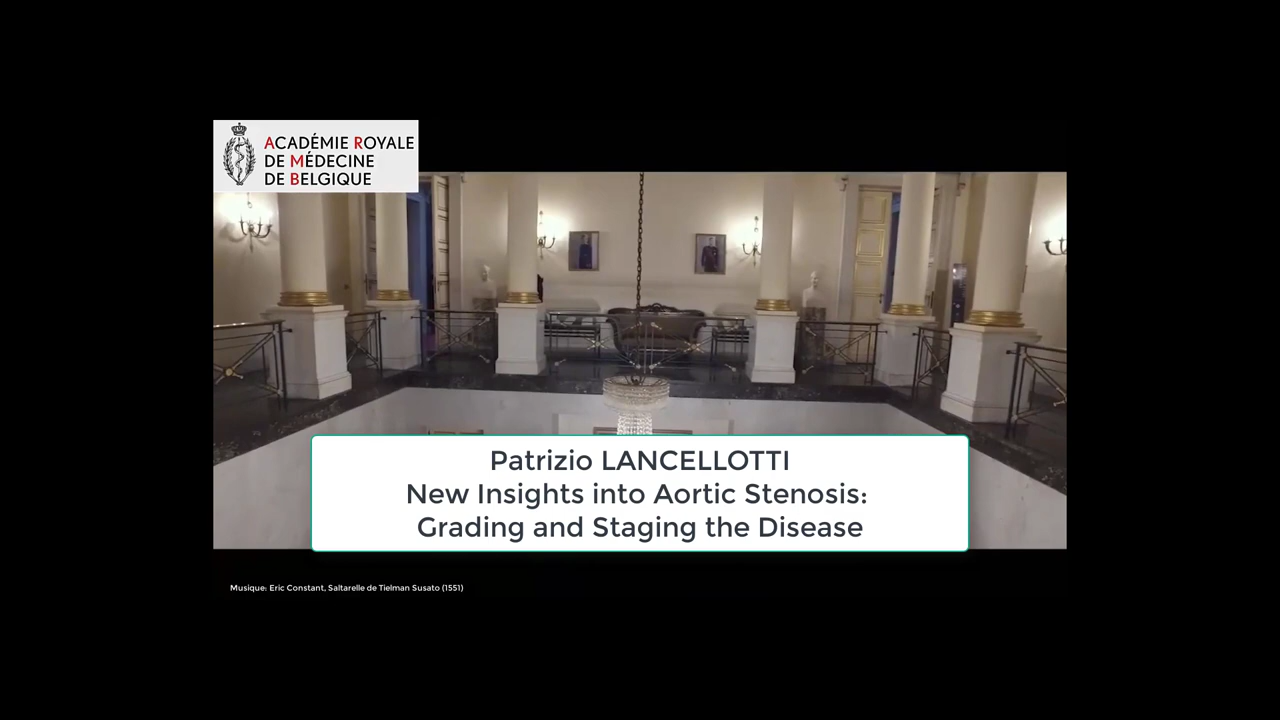 ACADÉMIE ROYALE
DE MÉDECINE
DE BELGIQUE
Patrizio LANCELLOTTI
New Insights into Aortic Stenosis:
Grading and Staging the Disease
Musique: Eric Constant, Saltarelle de Tielman Susato (1551)